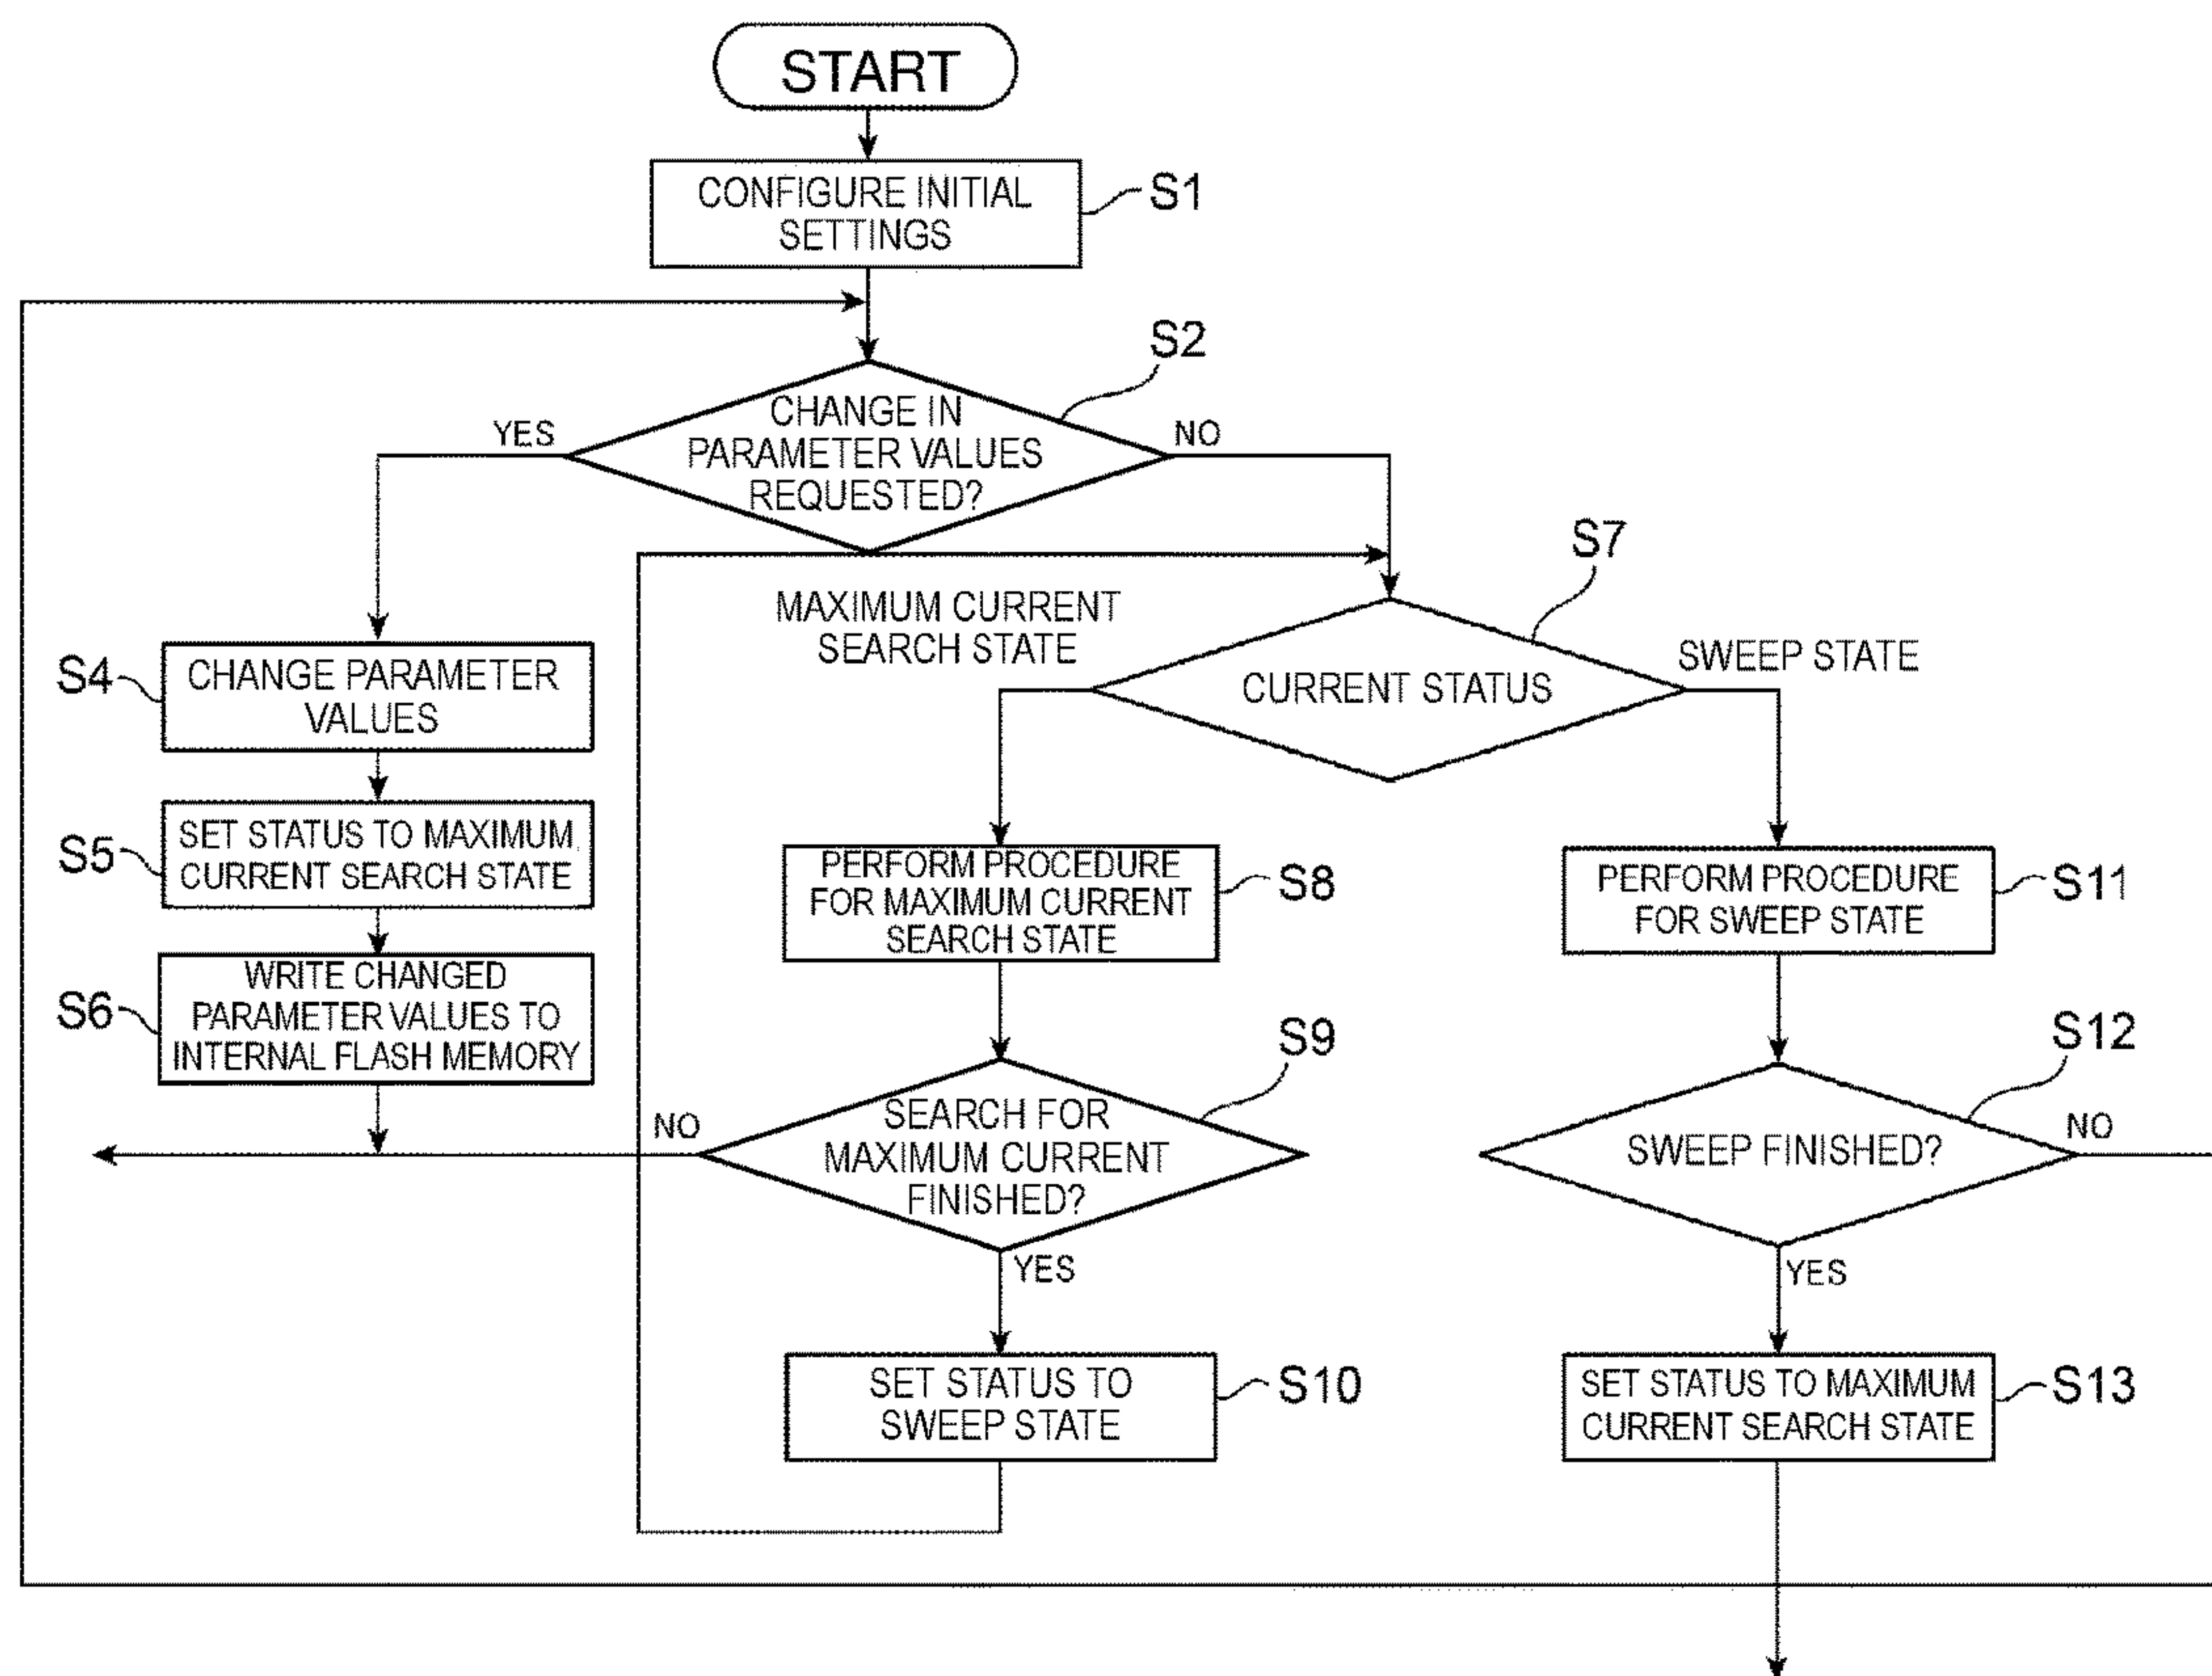 START
CONFIGURE INITIAL
SETTINGS
S1
S2
CHANGE IN
PARAMETER VALUES
REQUESTED?
YES
NO
S7
MAXIMUM CURRENT
SEARCH STATE
CURRENT STATUS
SWEEP STATE
S4
CHANGE PARAMETER
VALUES
S5
SET STATUS TO MAXIMUM
CURRENT SEARCH STATE
S6
WRITE CHANGED
PARAMETER VALUES TO
INTERNAL FLASH MEMORY
PERFORM PROCEDURE
FOR MAXIMUM CURRENT
SEARCH STATE
S8
PERFORM PROCEDURE
FOR SWEEP STATE
S11
S9
NO
SEARCH FOR
MAXIMUM CURRENT
FINISHED?
YES
S12
SWEEP FINISHED?
NO
YES
SET STATUS TO
SWEEP STATE
S10
SET STATUS TO MAXIMUM
CURRENT SEARCH STATE
S13